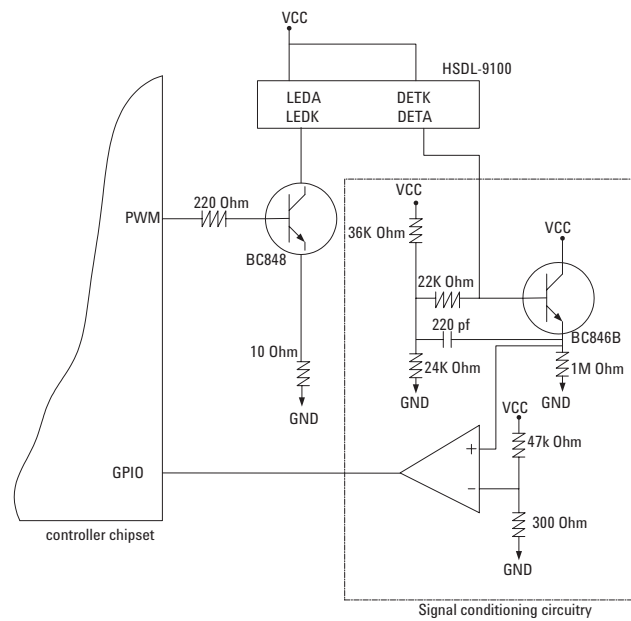 VCC
HSDL-9100
LEDA DETK
LEDK DETA
VCC
220 Ohm
36K Ohm
PWM
VCC
BC848
22K Ohm
220 pf
BC846B
10 Ohm
24K Ohm
1M Ohm
GND
GND
GND
VCC
+
47k Ohm
GPIO
−
300 Ohm
GND
controller chipset
Signal conditioning circuitry